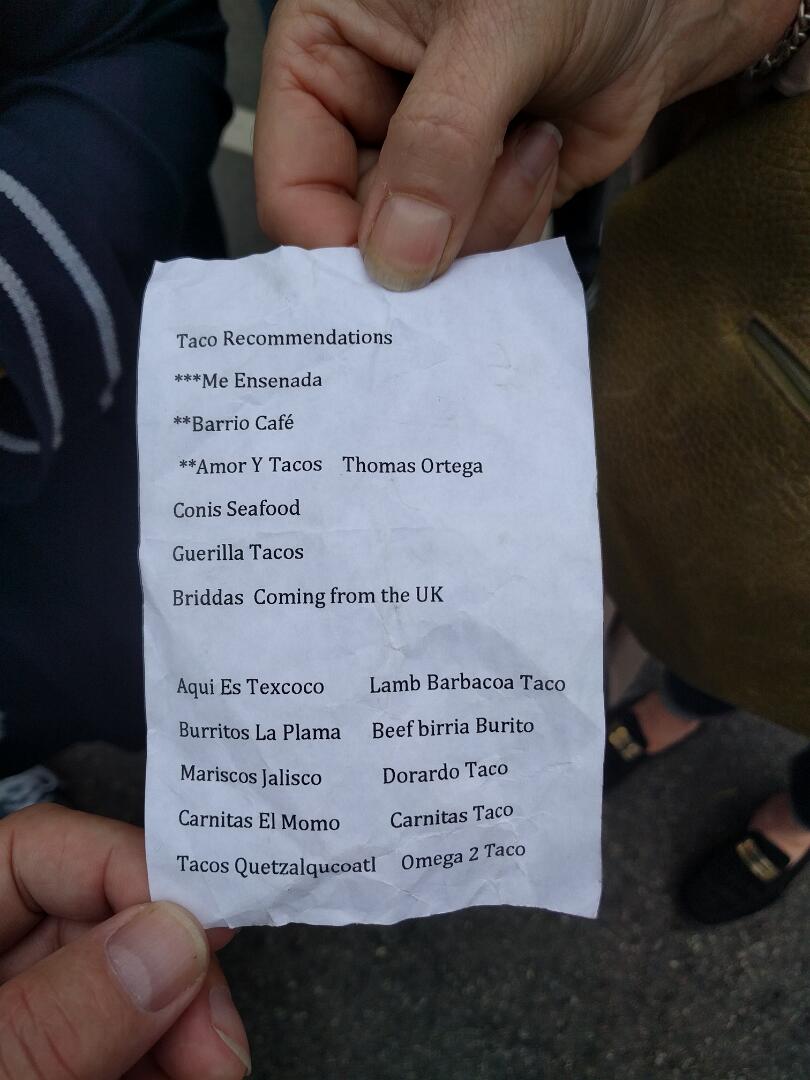 Taco Recommendations
***Me Ensenada
**Barrio Café
**Amor Y Tacos Thomas Ortega
Conis Seafood
Guerilla Tacos
Briddas Coming from the UK
Aqui Es Texcoco Lamb Barbacoa Taco
Burritos La Plama Beef birria Burito
Mariscos Jalisco Dorardo Taco
Carnitas El Momo Carnitas Taco
Tacos Quetzalqucoatl Omega 2 Taco